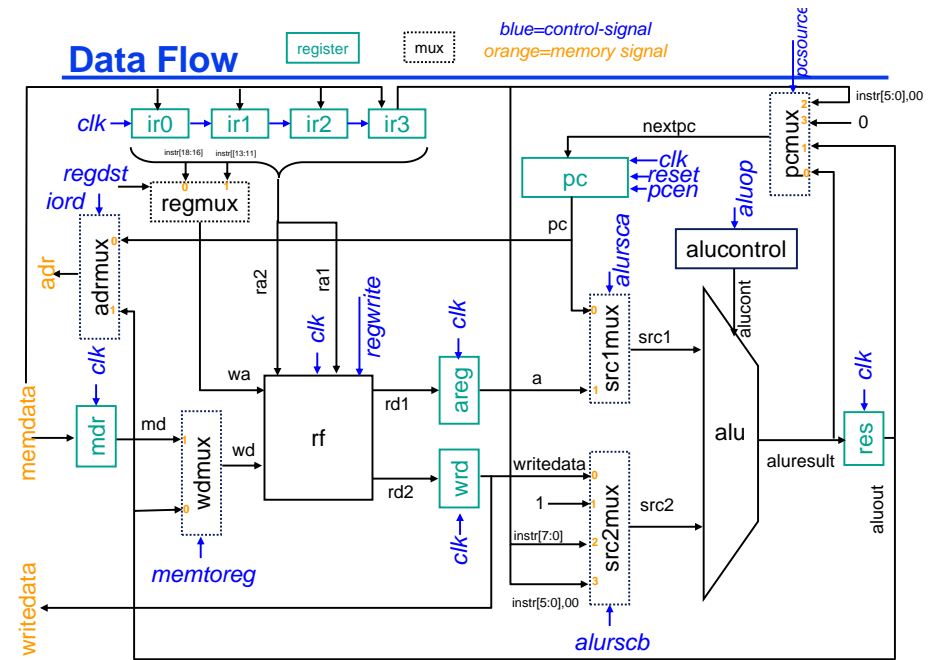 Data Flow
register
mux
blue=control-signal
orange=memory signal
pcsource
clk
ir0
ir1
ir2
ir3
instr[5:0],00
2
3
0
1
0
pcmux
nextpc
instr[18:16]
instr[[13:11]
regdst
iord
0
1
regmux
pc
clk
reset
pcen
aluop
pc
alucontrol
adr
adrmux
0
1
ra2
ra1
alursca
alucont
clk
regwrite
clk
clk
src1mux
0
1
src1
clk
wa
rd1
areg
a
memdata
mdr
md
wdmux
1
0
wd
rf
alu
aluresult
res
rd2
wrd
writedata
0
1
1
instr[7:0]
2
3
src2mux
src2
aluout
clk
memtoreg
writedata
instr[5:0],00
alurscb